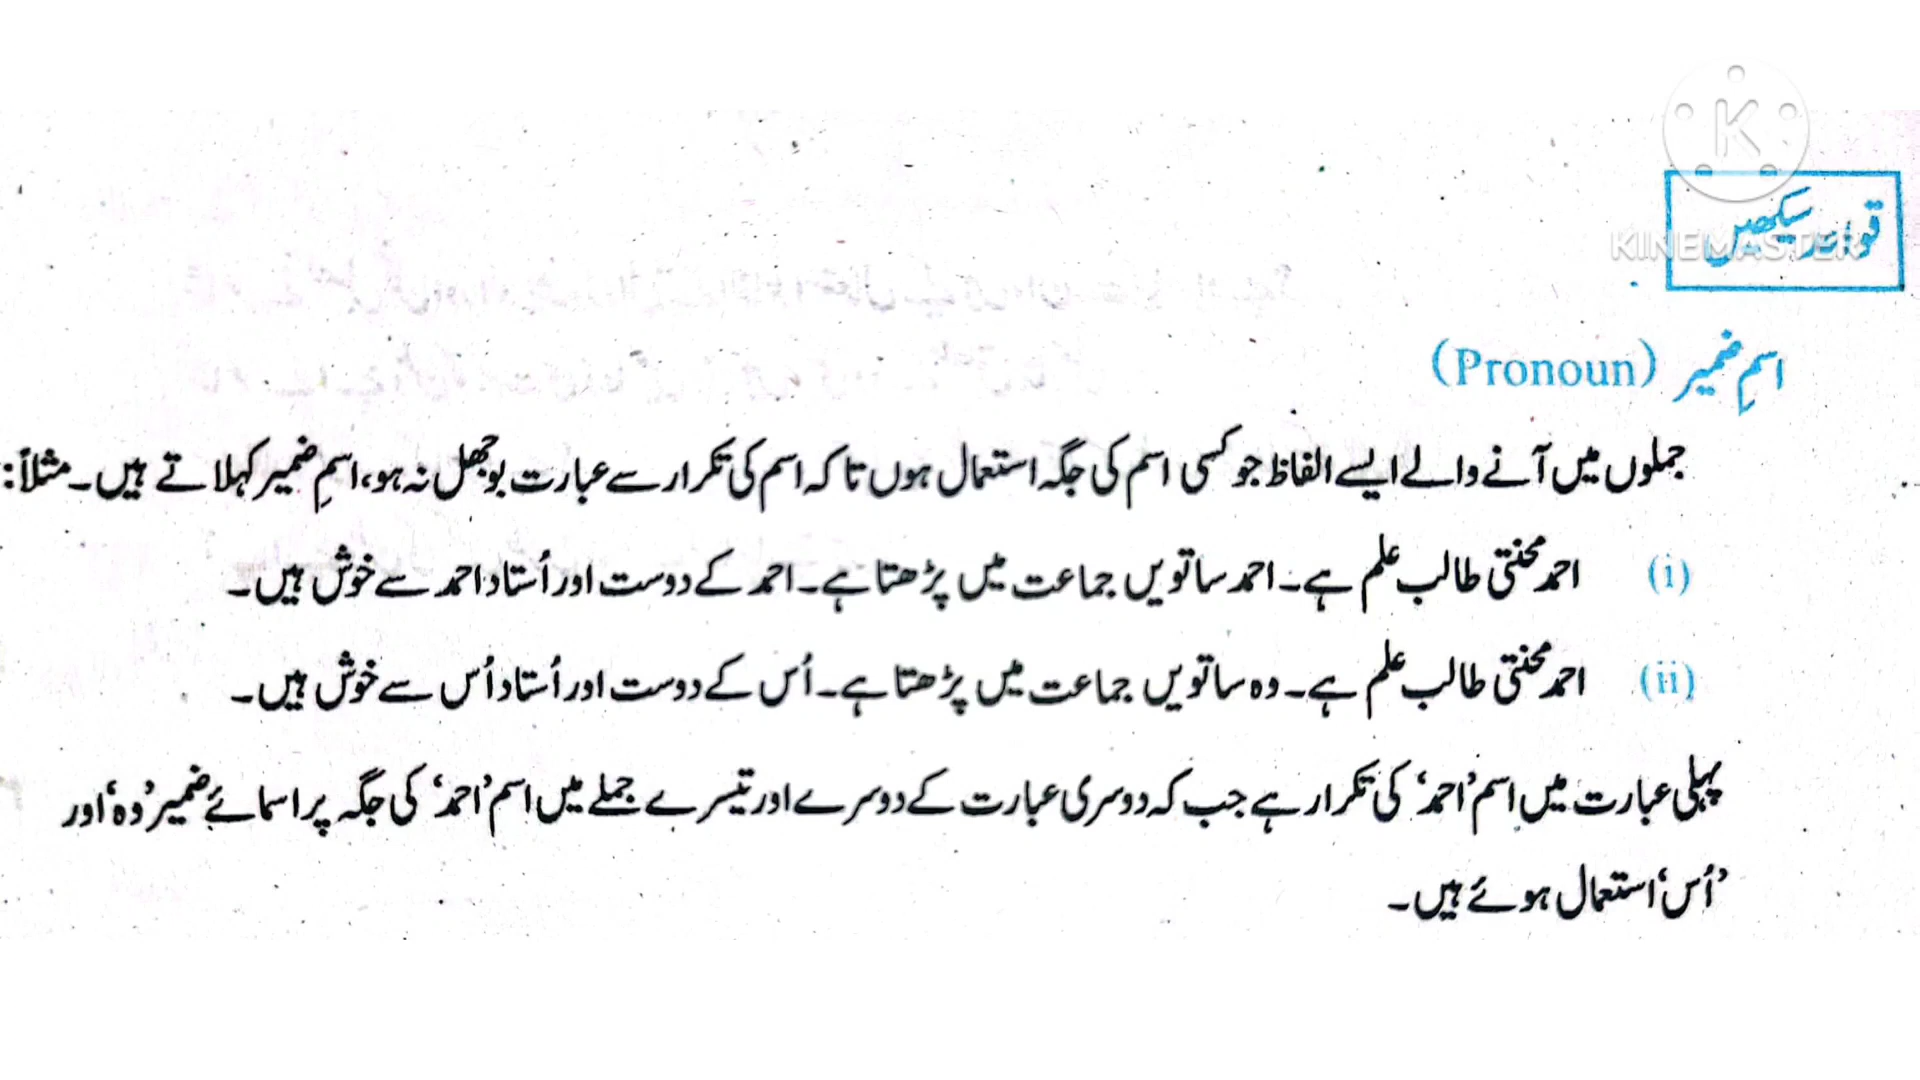 KINEMASTER
قواعد سیکھیں
اسمِ ضمیر (Pronoun)
جملوں میں آنے والے ایسے الفاظ جو کسی اسم کی جگہ استعمال ہوں تاکہ اسم کی تکرار سے عبارت بوجھل نہ ہو، اسمِ ضمیر کہلاتے ہیں۔ مثلاً:
(i) احمد محنتی طالب علم ہے۔ احمد ساتویں جماعت میں پڑھتا ہے۔ احمد کے دوست اور اُستاد احمد سے خوش ہیں۔
(ii) احمد محنتی طالب علم ہے۔ وہ ساتویں جماعت میں پڑھتا ہے۔ اُس کے دوست اور اُستاد اُس سے خوش ہیں۔
پہلی عبارت میں اسم ’احمد‘ کی تکرار ہے جب کہ دوسری عبارت کے دوسرے اور تیسرے جملے میں اسم ’احمد‘ کی جگہ پر اسمائے ضمیر ’وہ‘ اور
’اُس‘ استعمال ہوئے ہیں۔